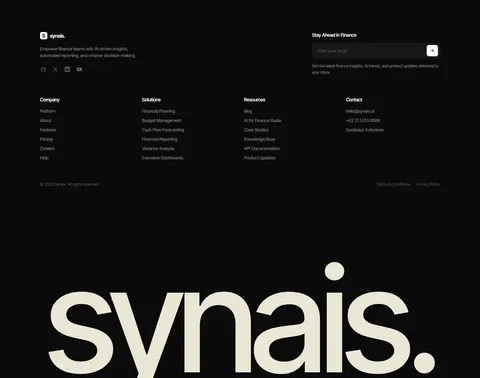 S synais.
Empower finance teams with AI-driven insights,
automated reporting, and smarter decision-making.
Stay Ahead in Finance
Enter your email
Get the latest finance insights, AI trends, and product updates delivered to
your inbox
Company
Platform
About
Features
Pricing
Careers
Help
Solutions
Financial Planning
Budget Management
Cash-Flow Forecasting
Financial Reporting
Variance Analysis
Executive Dashboards
Resources
Blog
AI for Finance Guide
Case Studies
Knowledge Base
API Documentation
Product Updates
Contact
hello@synais.ai
Surabaya, Indonesia
Synais. All rights reserved.
Terms & Conditions
Privacy Policy
synais.